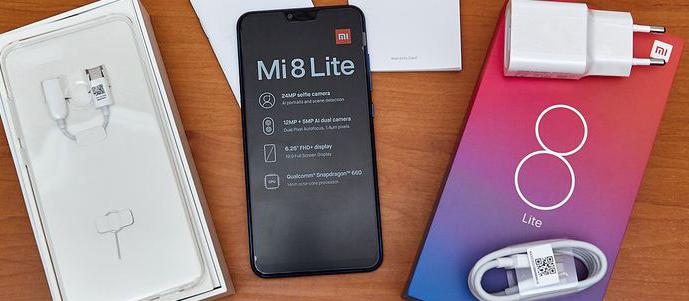 mi
Mi 8 Lite
24MP selfie camera
AI portraits and scene detection
12MP + 5MP AI dual camera
Dual Pixel Autofocus, 1.4μm pixels
6.26" FHD+ display
19:9 Full Screen Display
CPU
Qualcomm® Snapdragon™ 660
14nm octa-core processor
Warranty Card
mi
8
Lite